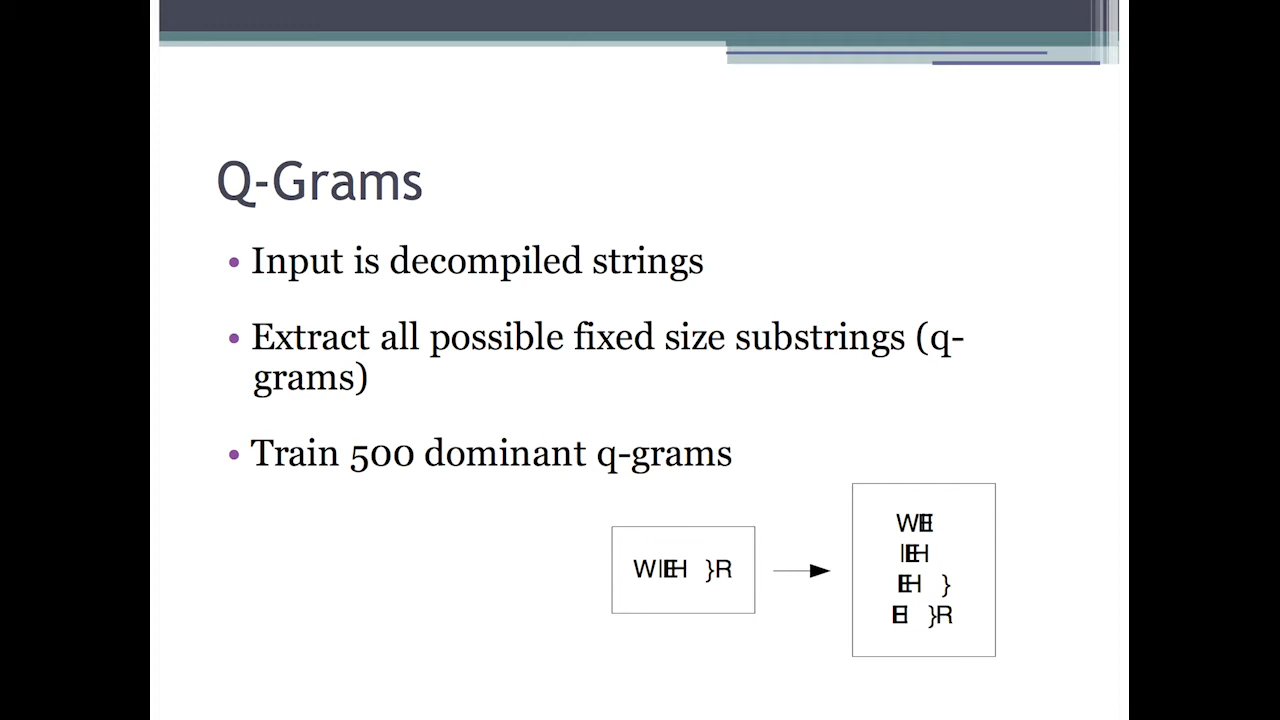 Q-Grams
• Input is decompiled strings
• Extract all possible fixed size substrings (q-
grams)
• Train 500 dominant q-grams